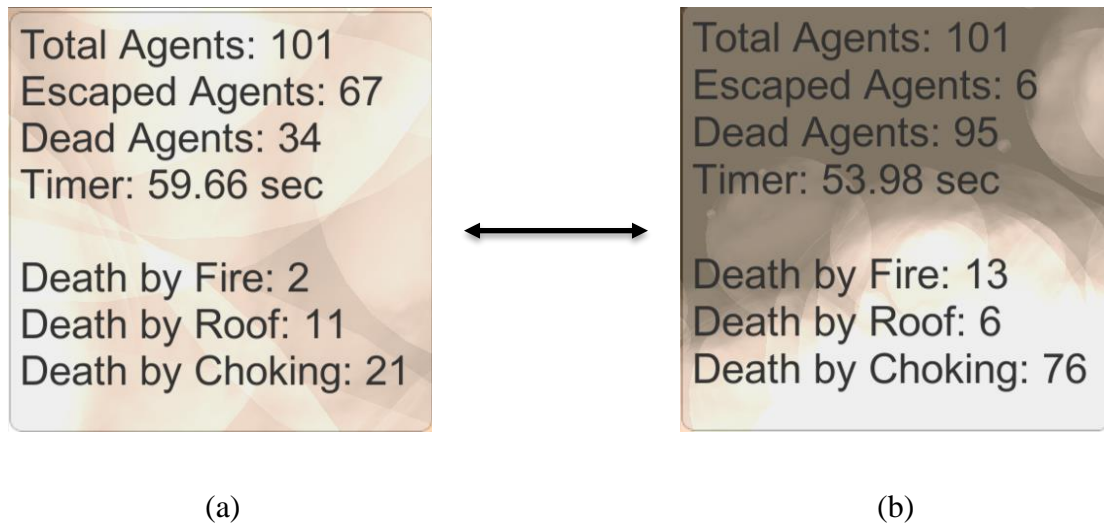 Total Agents: 101
Escaped Agents: 67
Dead Agents: 34
Timer: 59.66 sec
Death by Fire: 2
Death by Roof: 11
Death by Choking: 21
(a)
Total Agents: 101
Escaped Agents: 6
Dead Agents: 95
Timer: 53.98 sec
Death by Fire: 13
Death by Roof: 6
Death by Choking: 76
(b)